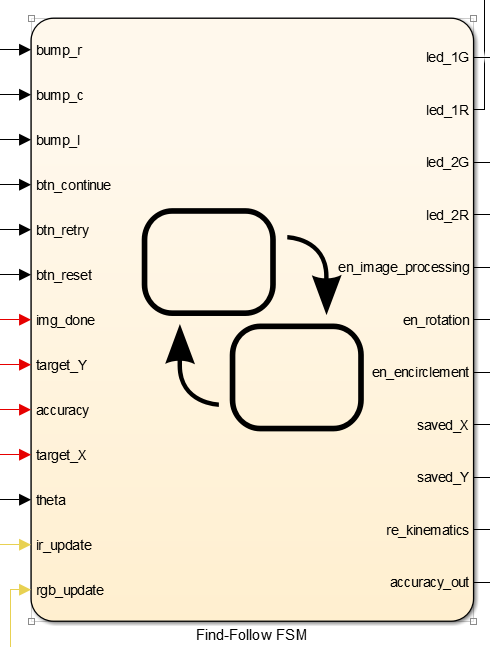 bump_r
bump_c
bump_l
btn_continue
btn_retry
btn_reset
img_done
target_Y
accuracy
target_X
theta
ir_update
rgb_update
led_1G
led_1R
led_2G
led_2R
en_image_processing
en_rotation
en_encirclement
saved_X
saved_Y
re_kinematics
accuracy_out
Find-Follow FSM